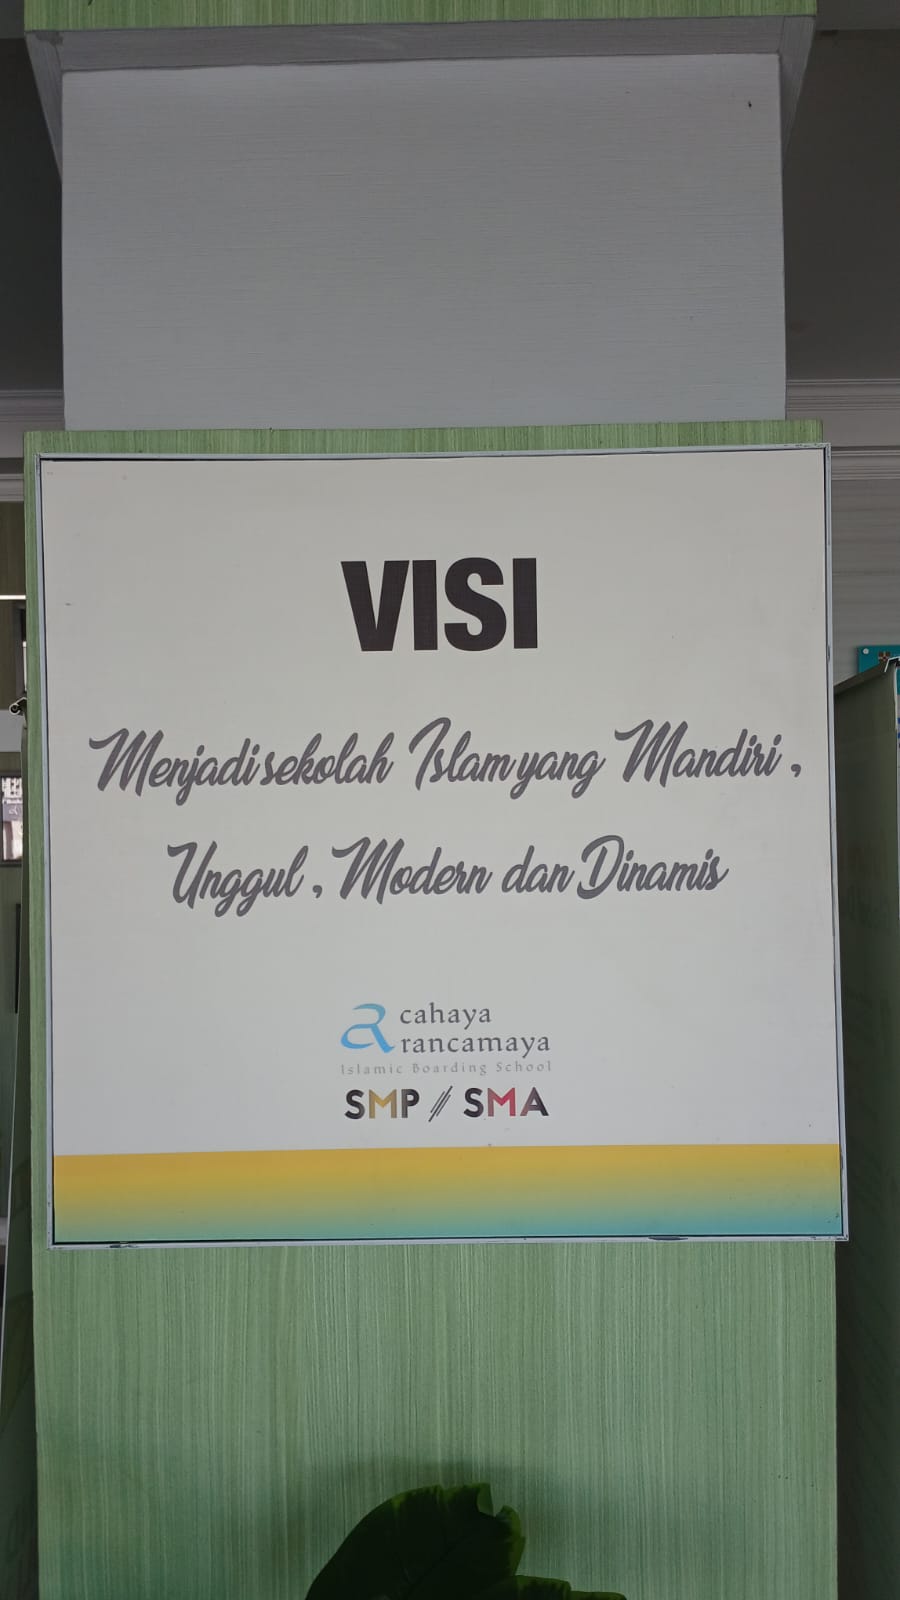 VISI
Menjadi sekolah Islam yang Mandiri ,
Unggul , Modern dan Dinamis
cahaya
rancamaya
Islamic Boarding School
SMP // SMA